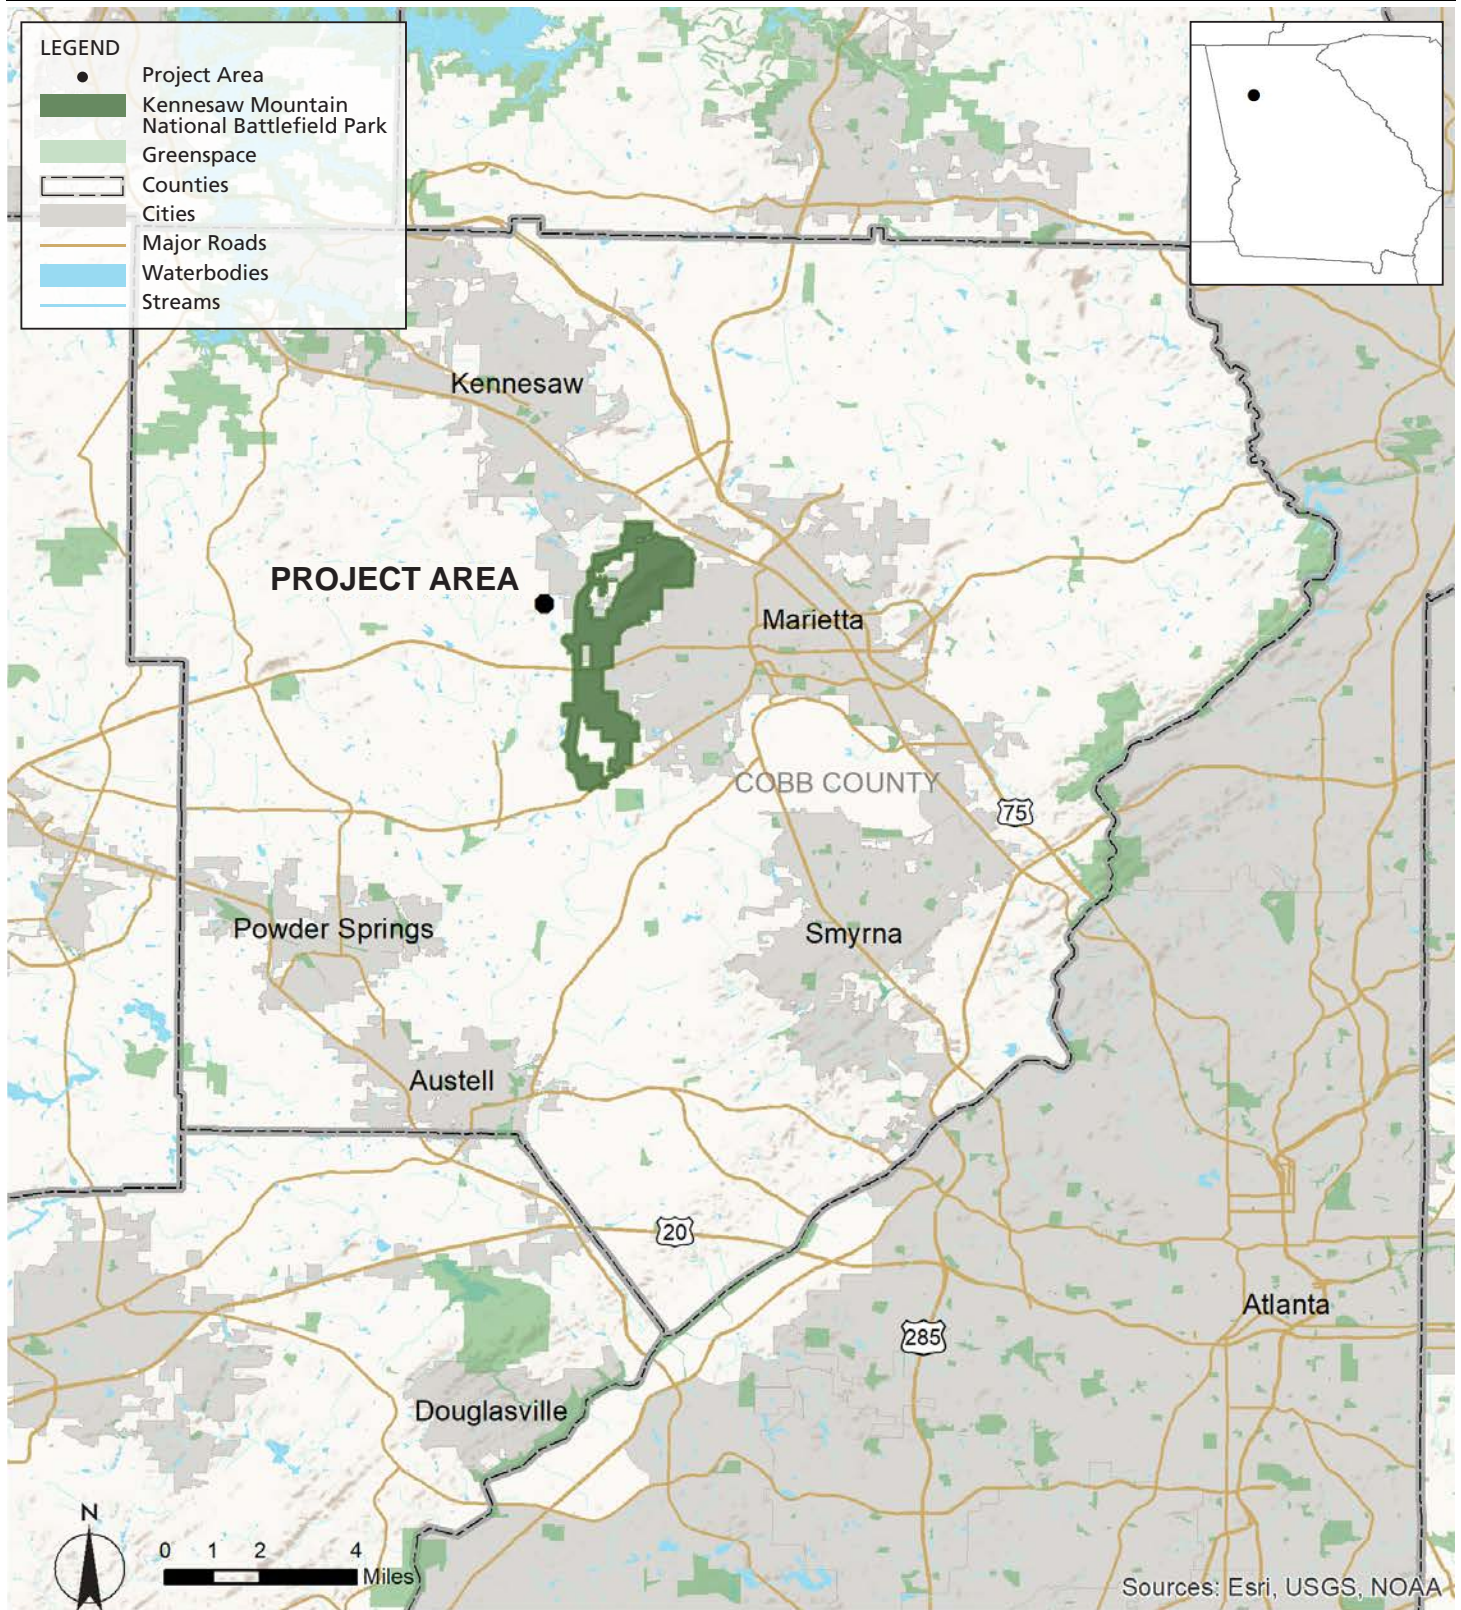 LEGEND
Project Area
Kennesaw Mountain
National Battlefield Park
Greenspace
Counties
Cities
Major Roads
Waterbodies
Streams
Kennesaw
PROJECT AREA
Marietta
COBB COUNTY
75
Powder Springs
Smyrna
Austell
20
Atlanta
285
Douglasville
N
0 1 2 4
Miles
Sources: Esri, USGS, NOAA